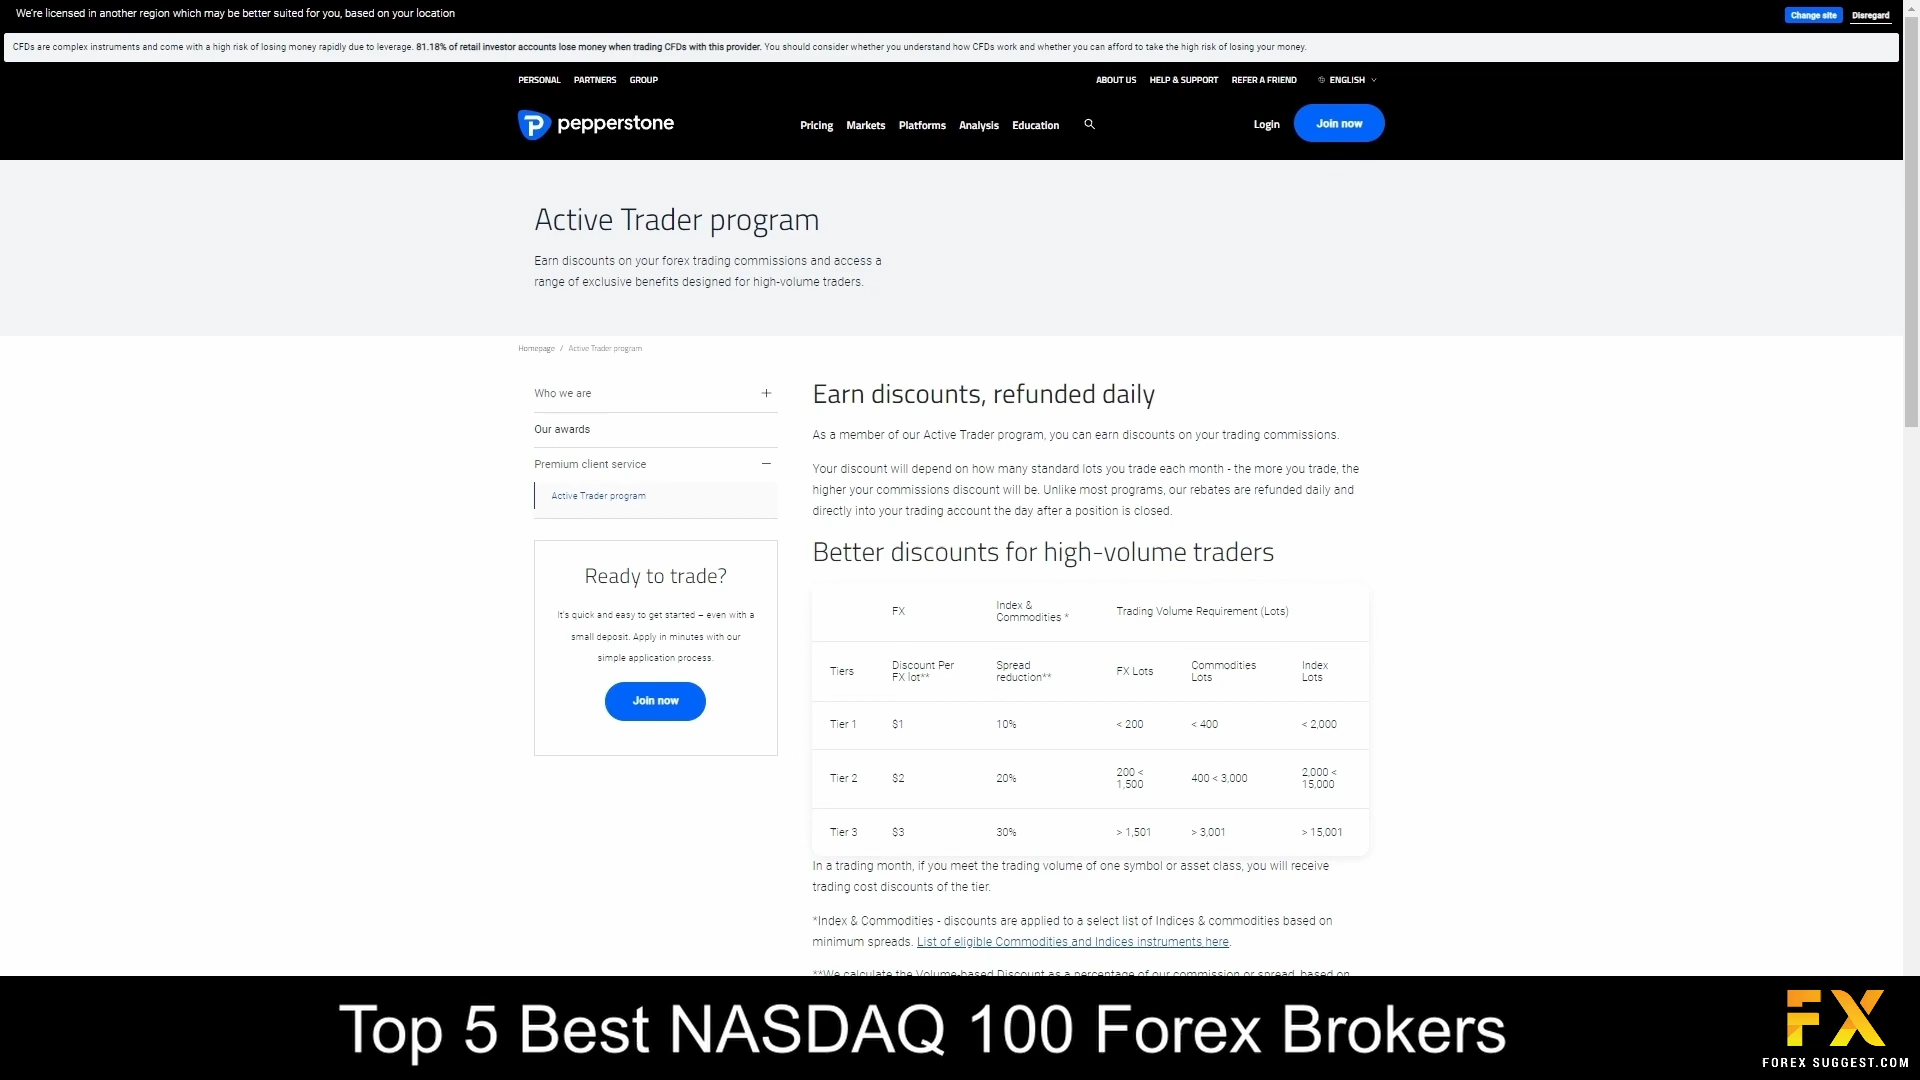 We're licensed in another region which may be better suited for you, based on your location
Change site
Disregard
CFDs are complex instruments and come with a high risk of losing money rapidly due to leverage. 81.18% of retail investor accounts lose money when trading CFDs with this provider. You should consider whether you understand how CFDs work and whether you can afford to take the high risk of losing your money.
PERSONAL PARTNERS GROUP
ABOUT US HELP & SUPPORT REFER A FRIEND ENGLISH
pepperstone
Pricing Markets Platforms Analysis Education
Login
Join now
Active Trader program
Earn discounts on your forex trading commissions and access a
range of exclusive benefits designed for high-volume traders.
Homepage / Active Trader program
Who we are +
Our awards
Premium client service −
Active Trader program
Ready to trade?
It's quick and easy to get started – even with a
small deposit. Apply in minutes with our
simple application process.
Join now
Earn discounts, refunded daily
As a member of our Active Trader program, you can earn discounts on your trading commissions.
Your discount will depend on how many standard lots you trade each month - the more you trade, the
higher your commissions discount will be. Unlike most programs, our rebates are refunded daily and
directly into your trading account the day after a position is closed.
Better discounts for high-volume traders
FX
Index &
Commodities *
Trading Volume Requirement (Lots)
Tiers
Discount Per
FX lot**
Spread
reduction**
FX Lots
Commodities
Lots
Index
Lots
Tier 1 $1 10% < 200 < 400 < 2,000
Tier 2 $2 20%
200 <
1,500
400 < 3,000
2,000 <
15,000
Tier 3 $3 30% > 1,501 > 3,001 > 15,001
In a trading month, if you meet the trading volume of one symbol or asset class, you will receive
trading cost discounts of the tier.
*Index & Commodities - discounts are applied to a select list of Indices & commodities based on
minimum spreads. List of eligible Commodities and Indices instruments here.
**We calculate the Volume-based Discount as a percentage of our commission or spread, based on
Top 5 Best NASDAQ 100 Forex Brokers
FX
FOREX SUGGEST.COM